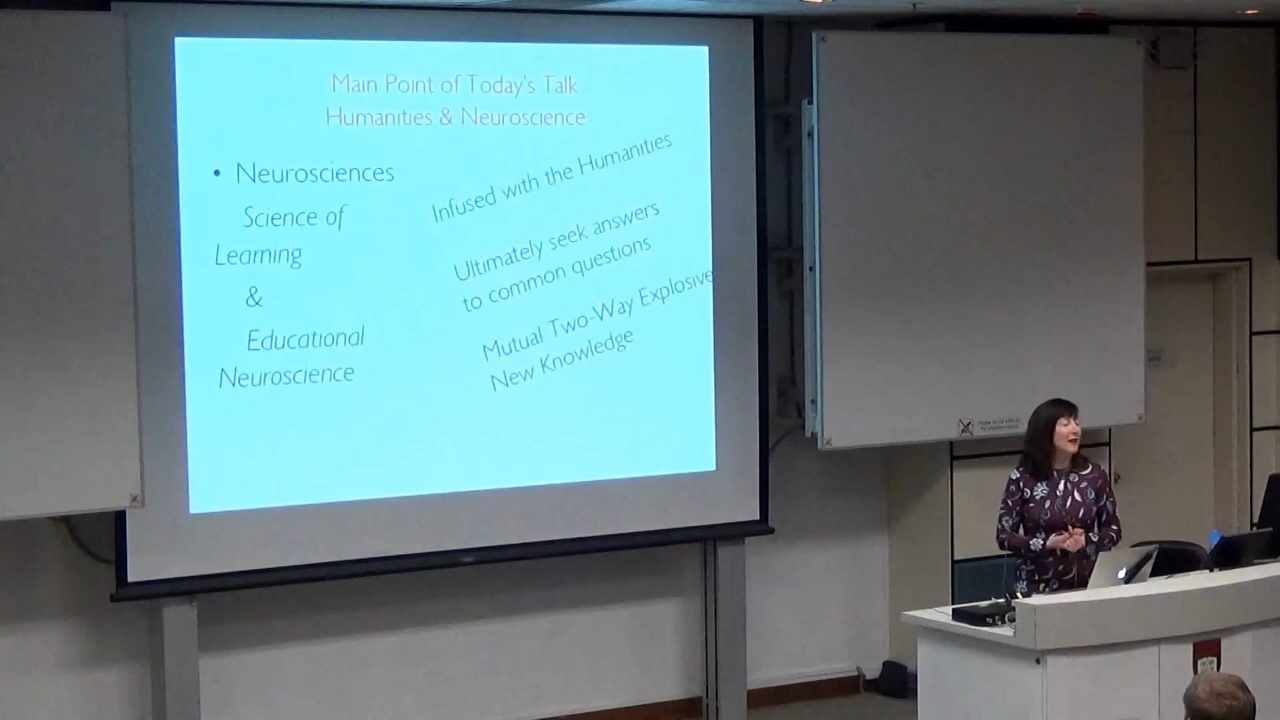 Main Point of Today's Talk
Humanities & Neuroscience
• Neurosciences
Science of
Learning
&
Educational
Neuroscience
Infused with the Humanities
Ultimately seek answers
to common questions
Mutual Two-Way Explosive
New Knowledge